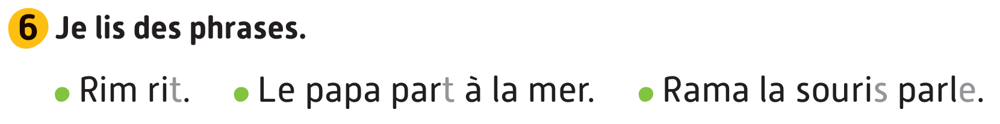 6 Je lis des phrases.
• Rim rit. • Le papa part à la mer. • Rama la souris parle.